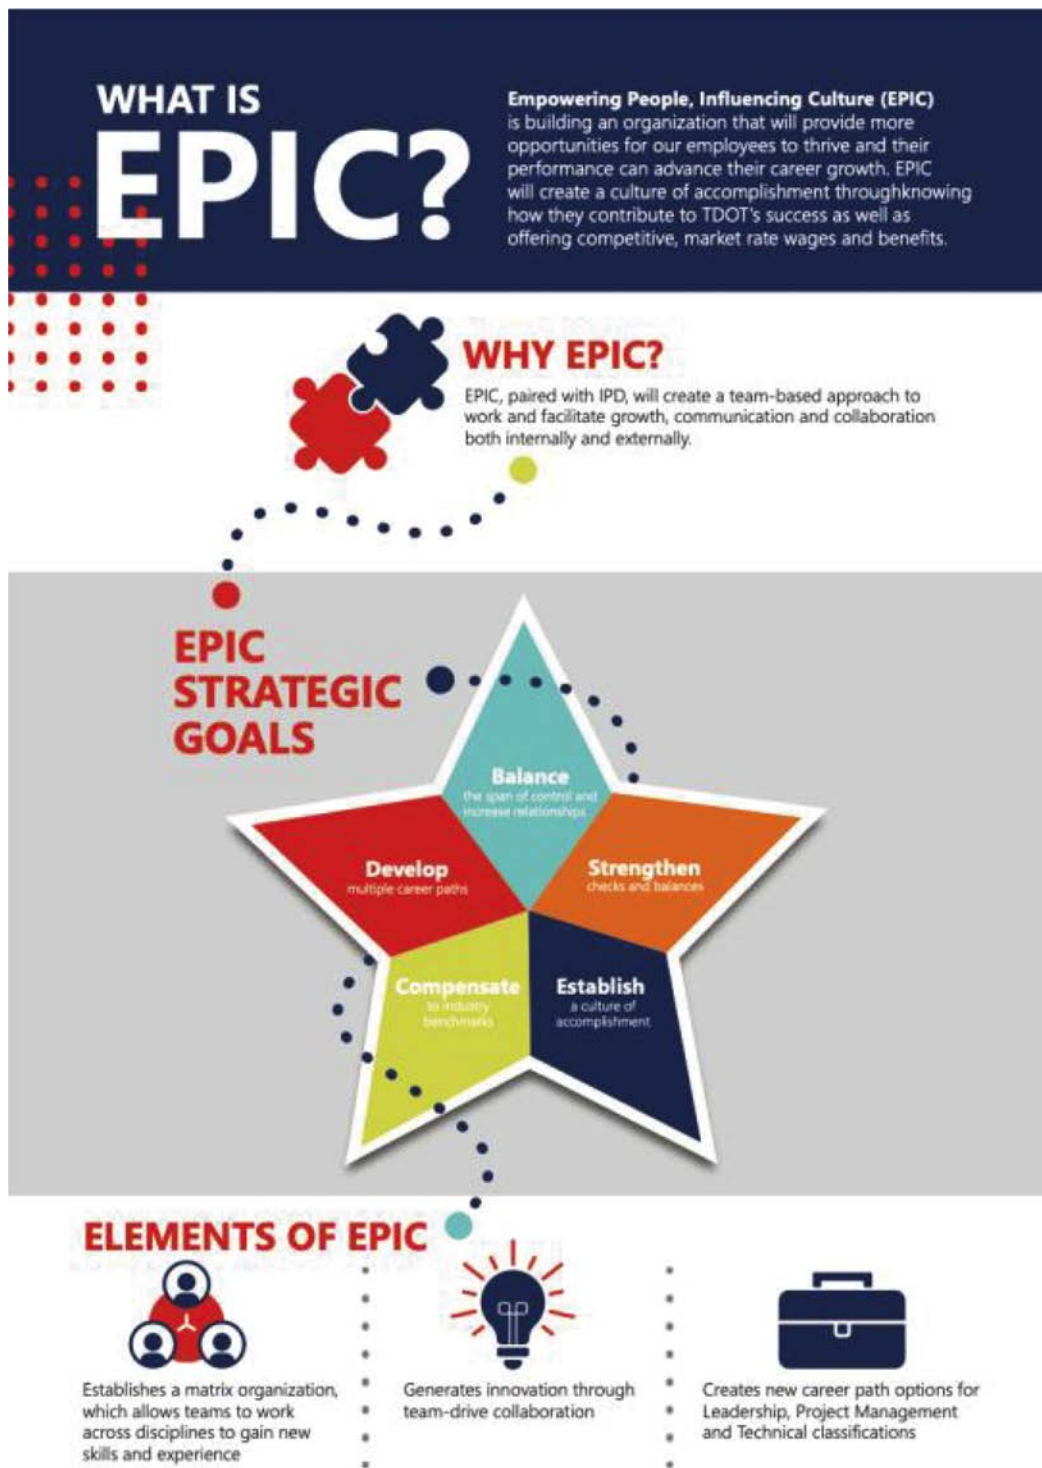 WHAT IS
EPIC?
Empowering People, Influencing Culture (EPIC)
is building an organization that will provide more
opportunities for our employees to thrive and their
performance can advance their career growth. EPIC
will create a culture of accomplishment throughknowing
how they contribute to TDOT's success as well as
offering competitive, market rate wages and benefits.
WHY EPIC?
EPIC, paired with IPD, will create a team-based approach to
work and facilitate growth, communication and collaboration
both internally and externally.
EPIC
STRATEGIC
GOALS
Balance
the span of control and
increase relationships
Develop
multiple career paths
Strengthen
checks and balances
Compensate
to industry
benchmarks
Establish
a culture of
accomplishment
ELEMENTS OF EPIC
Establishes a matrix organization,
which allows teams to work
across disciplines to gain new
skills and experience
Generates innovation through
team-drive collaboration
Creates new career path options for
Leadership, Project Management
and Technical classifications